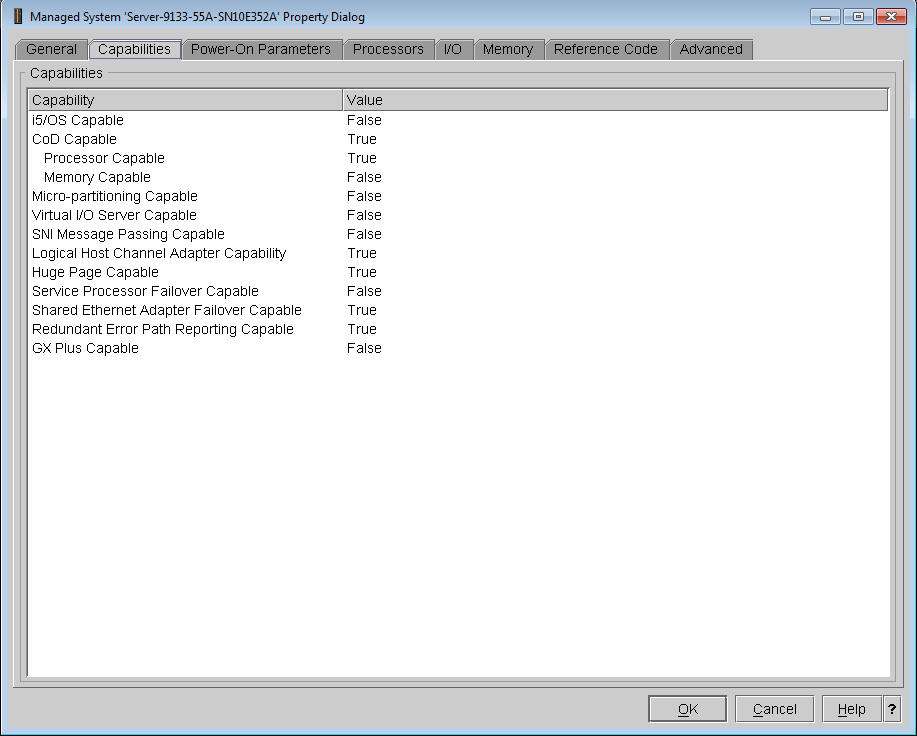 Managed System 'Server-9133-55A-SN10E352A' Property Dialog
General Capabilities Power-On Parameters Processors I/O Memory Reference Code Advanced
Capabilities
Capability Value
i5/OS Capable False
CoD Capable True
Processor Capable True
Memory Capable False
Micro-partitioning Capable False
Virtual I/O Server Capable False
SNI Message Passing Capable False
Logical Host Channel Adapter Capability True
Huge Page Capable True
Service Processor Failover Capable False
Shared Ethernet Adapter Failover Capable True
Redundant Error Path Reporting Capable True
GX Plus Capable False
OK Cancel Help ?